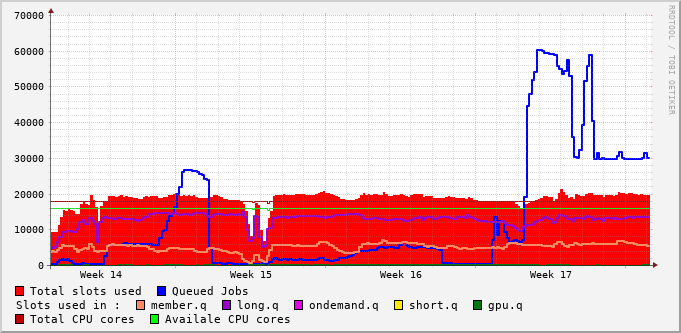 70000
60000
50000
40000
30000
20000
10000
0
Week 14 Week 15 Week 16 Week 17
Total slots used Queued Jobs
Slots used in : member.q long.q ondemand.q short.q gpu.q
Total CPU cores Availale CPU cores
RRDTOOL / TOBI OETIKER